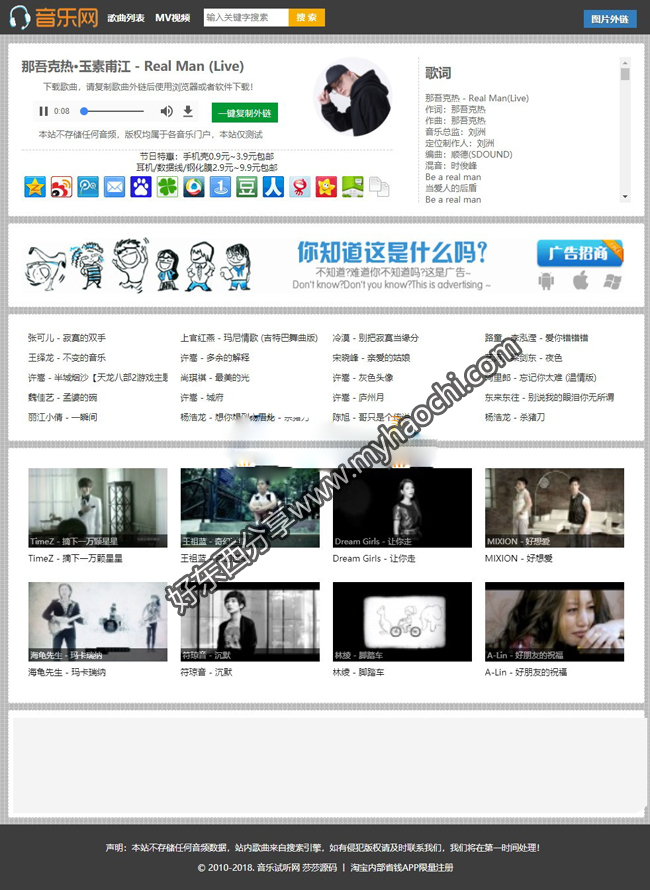 音乐网 歌曲列表 MV视频 输入关键字搜索 搜 索 图片外链
那吾克热·玉素甫江 - Real Man (Live)
下载歌曲，请复制歌曲外链后使用浏览器或者软件下载！
0:08 一键复制外链
本站不存储任何音频，版权均属于各音乐门户，本站仅测试
节日特惠：手机壳0.9元~3.9元包邮
耳机/数据线/钢化膜2.9元~9.9元包邮
歌词
那吾克热 - Real Man(Live)
作词：那吾克热
作曲：那吾克热
音乐总监：刘洲
定位制作人：刘洲
编曲：顺德(SDOUND)
混音：时俊峰
Be a real man
当爱人的后盾
Be a real man
你知道这是什么吗？
不知道?难道你不知道吗?这是广告~
Don't know?Don't you know?This is advertising ~
广告招商
张可儿 - 寂寞的双手 上官红燕 - 玛尼情歌 (吉特巴舞曲版) 冷漠 - 别把寂寞当缘分 路童 李泓滢 - 爱你错错错
王绎龙 - 不变的音乐 许嵩 - 多余的解释 宋晓峰 - 亲爱的姑娘 剑东 - 夜色
许嵩 - 半城烟沙【天龙八部2游戏主题 尚琪祺 - 最美的光 许嵩 - 灰色头像 阿里郎 - 忘记你太难 (温情版)
魏佳艺 - 孟婆的碗 许嵩 - 城府 许嵩 - 庐州月 东来东往 - 别说我的眼泪你无所谓
丽江小倩 - 一瞬间 杨浩龙 - 想你想到 杀猪刀 陈旭 - 哥只是个传说 杨浩龙 - 杀猪刀
好东西分享www.myhaochi.com
TimeZ - 摘下一万颗星星 王祖蓝 - Dream Girls - 让你走 MIXION - 好想爱
TimeZ - 摘下一万颗星星 王祖蓝 - Dream Girls - 让你走 MIXION - 好想爱
海龟先生 - 玛卡瑞纳 符琼音 - 沉默 林绫 - 脚踏车 A-Lin - 好朋友的祝福
海龟先生 - 玛卡瑞纳 符琼音 - 沉默 林绫 - 脚踏车 A-Lin - 好朋友的祝福
声明：本站不存储任何音频数据，站内歌曲来自搜索引擎，如有侵犯版权请及时联系我们，我们将在第一时间处理！
© 2010-2018. 音乐试听网 莎莎源码 | 淘宝内部省钱APP限量注册